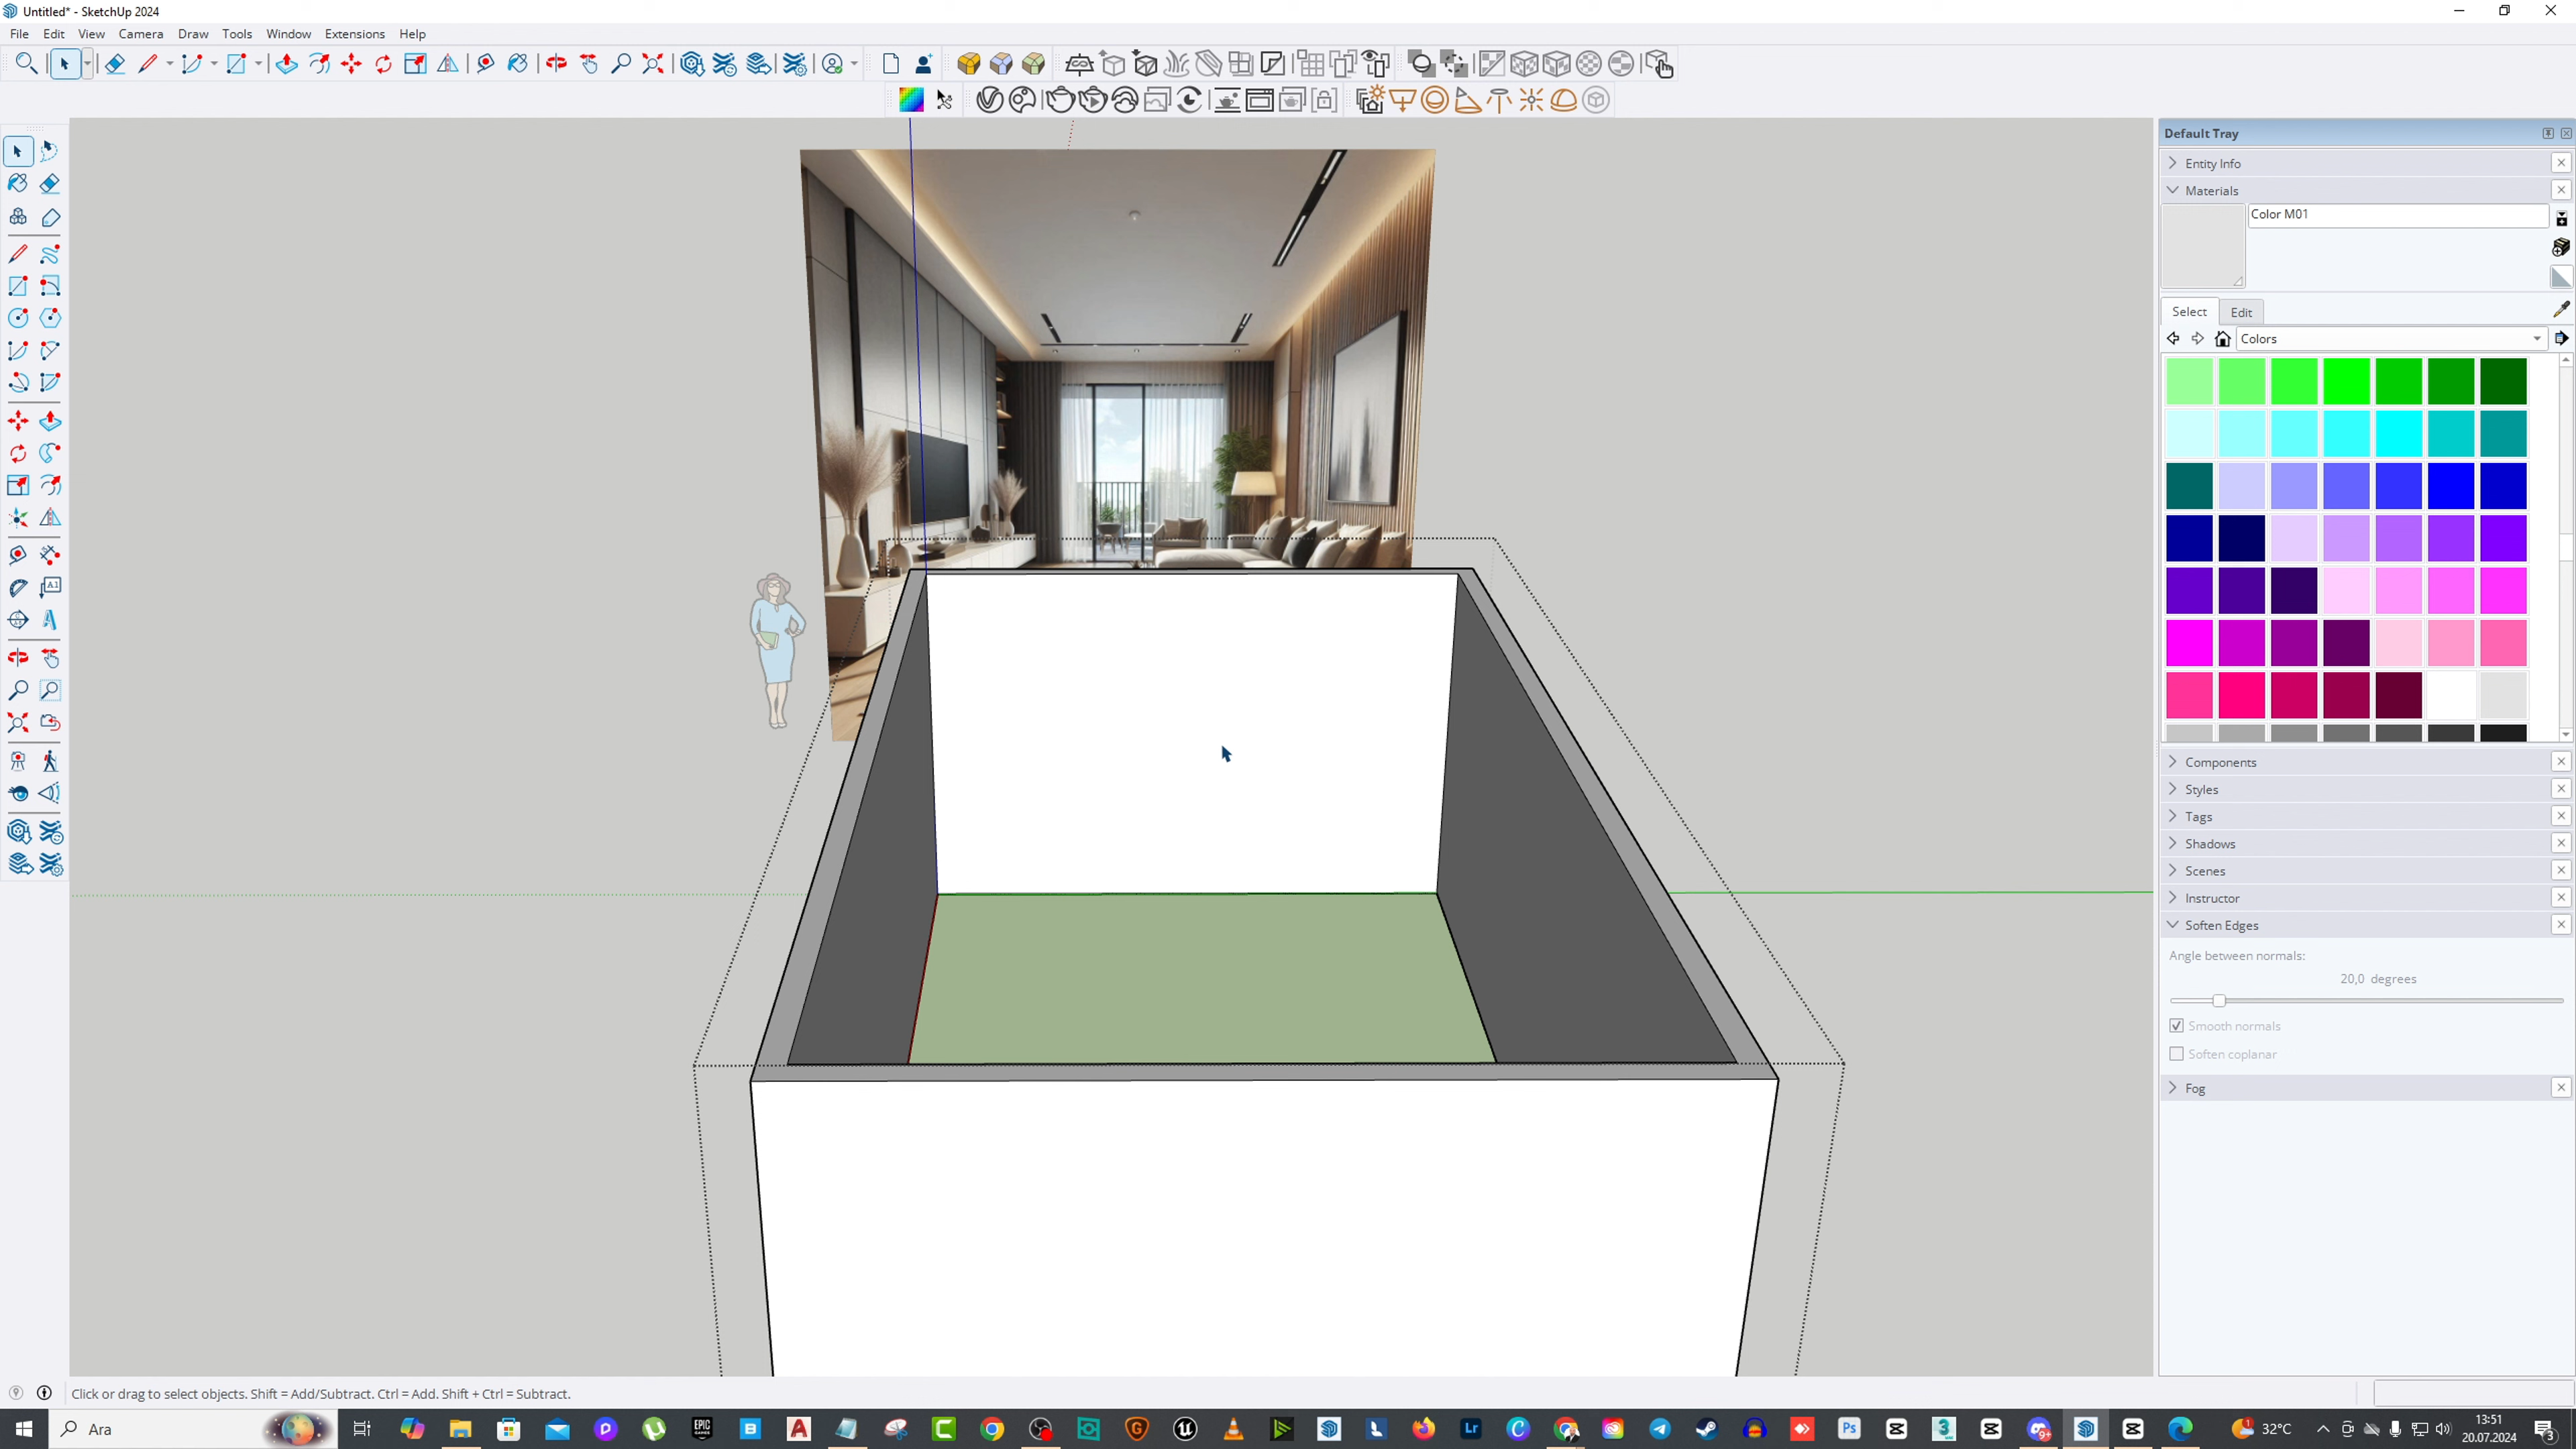 Untitled* - SketchUp 2024
File Edit View Camera Draw Tools Window Extensions Help
Default Tray
Entity Info
Materials
Color M01
Select Edit
Colors
Components
Styles
Tags
Shadows
Scenes
Instructor
Soften Edges
Angle between normals:
20,0 degrees
Smooth normals
Soften coplanar
Fog
Click or drag to select objects. Shift = Add/Subtract. Ctrl = Add. Shift + Ctrl = Subtract.
Ara
32°C
13:51
20.07.2024